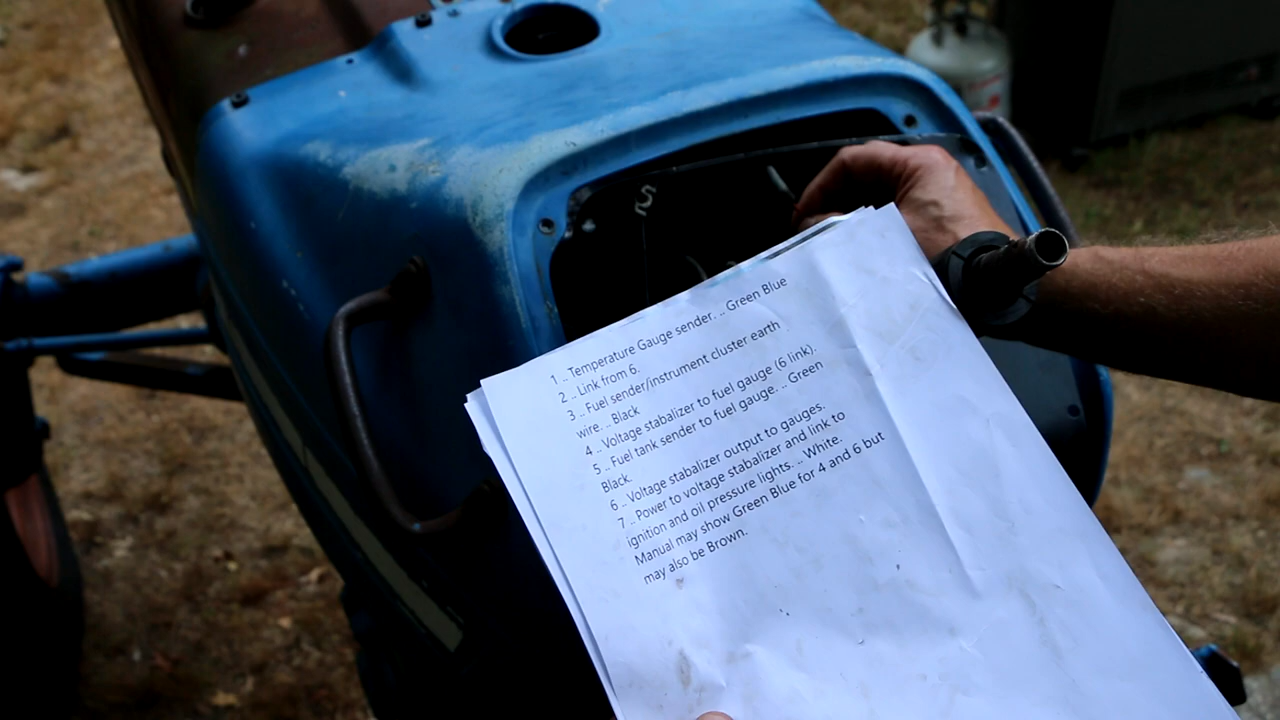 1 .. Temperature Gauge sender. .. Green Blue
2 .. Link from 6.
3 .. Fuel sender/instrument cluster earth
wire. .. Black
4 .. Voltage stabalizer to fuel gauge (6 link).
5 .. Fuel tank sender to fuel gauge. .. Green
Black.
6 .. Voltage stabalizer output to gauges.
7 .. Power to voltage stabalizer and link to
ignition and oil pressure lights. .. White.
Manual may show Green Blue for 4 and 6 but
may also be Brown.